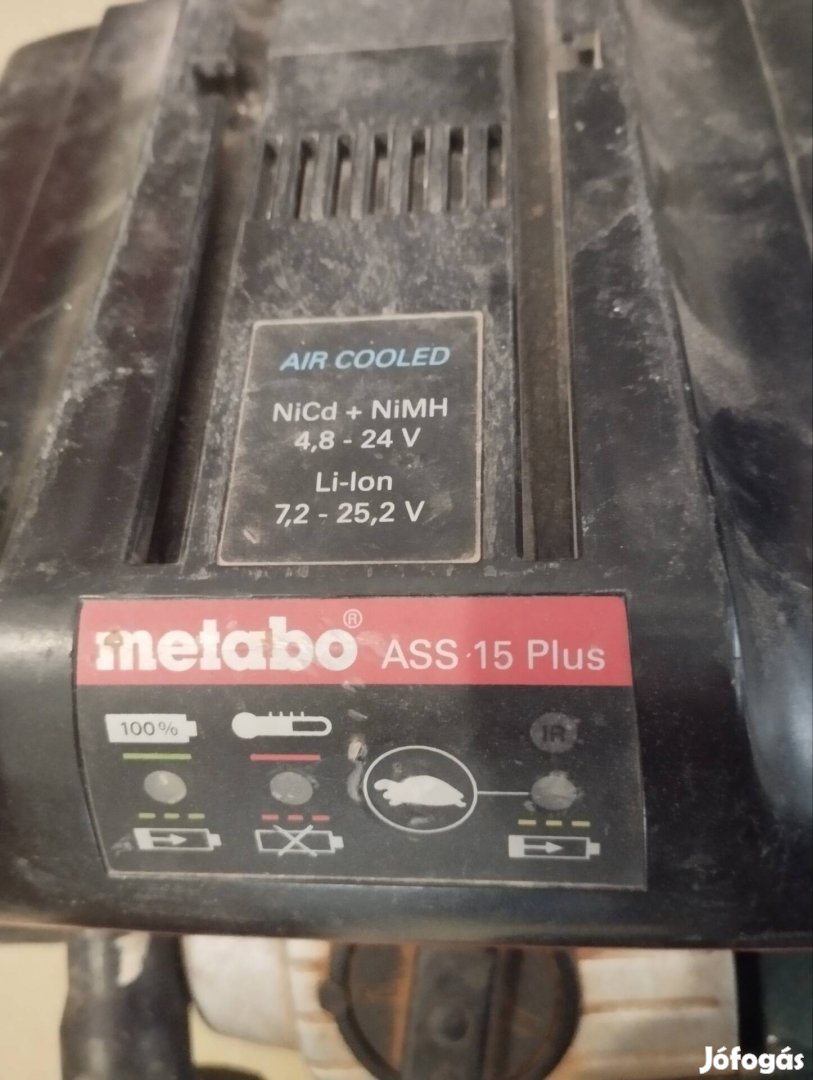 AIR COOLED
NiCd + NiMH
4,8 - 24 V
Li-Ion
7,2 - 25,2 V
metabo® ASS 15 Plus
100%
IR
Jófogás